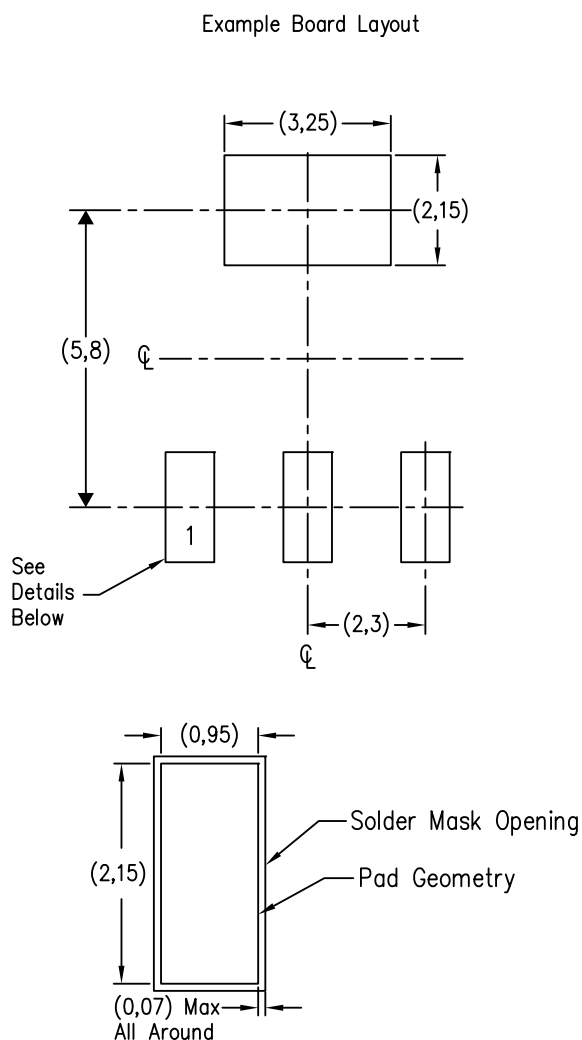 Example Board Layout
(3,25)
(2,15)
(5,8)
℄
1
See
Details
Below
(2,3)
℄
(0,95)
Solder Mask Opening
(2,15)
Pad Geometry
(0,07) Max
All Around